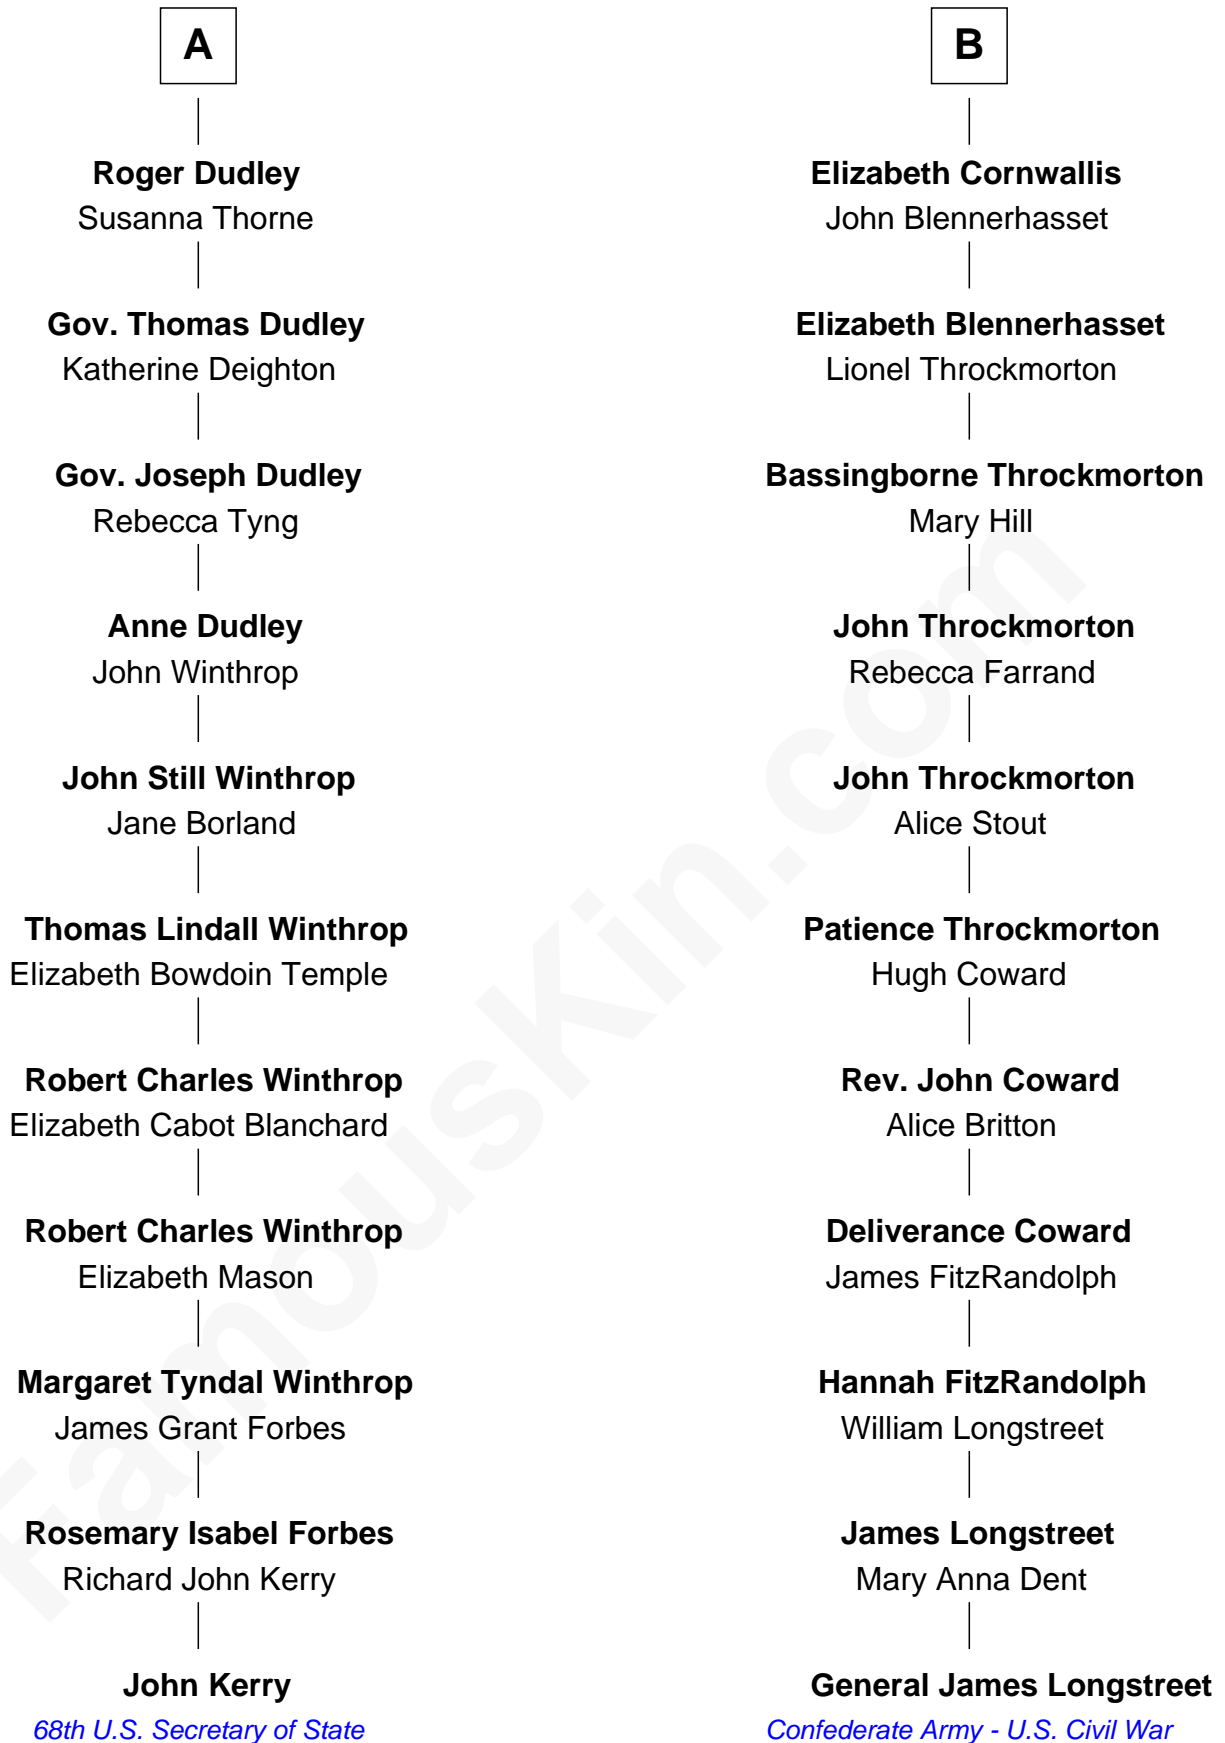 A
Roger Dudley
Susanna Thorne
Gov. Thomas Dudley
Katherine Deighton
Gov. Joseph Dudley
Rebecca Tyng
Anne Dudley
John Winthrop
John Still Winthrop
Jane Borland
Thomas Lindall Winthrop
Elizabeth Bowdoin Temple
Robert Charles Winthrop
Elizabeth Cabot Blanchard
Robert Charles Winthrop
Elizabeth Mason
Margaret Tyndal Winthrop
James Grant Forbes
Rosemary Isabel Forbes
Richard John Kerry
John Kerry
68th U.S. Secretary of State
B
Elizabeth Cornwallis
John Blennerhasset
Elizabeth Blennerhasset
Lionel Throckmorton
Bassingborne Throckmorton
Mary Hill
John Throckmorton
Rebecca Farrand
John Throckmorton
Alice Stout
Patience Throckmorton
Hugh Coward
Rev. John Coward
Alice Britton
Deliverance Coward
James FitzRandolph
Hannah FitzRandolph
William Longstreet
James Longstreet
Mary Anna Dent
General James Longstreet
Confederate Army - U.S. Civil War
FamousKin.com